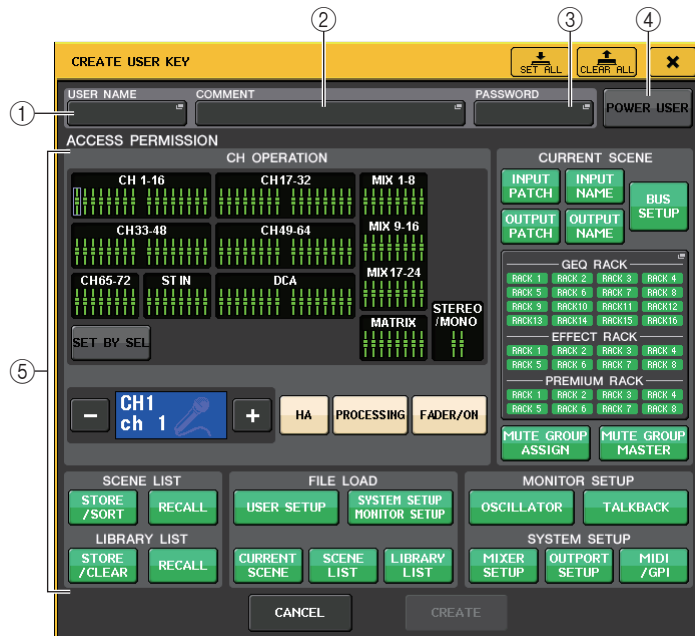 ① ② ③ ④
CREATE USER KEY
SET ALL
CLEAR ALL
USER NAME
COMMENT
PASSWORD
POWER USER
ACCESS PERMISSION
⑤
CH OPERATION
CH 1-16
CH17-32
MIX 1-8
CH33-48
CH49-64
MIX 9-16
CH65-72
ST IN
DCA
MIX17-24
STEREO
/MONO
MATRIX
SET BY SEL
− CH1
ch 1 +
HA
PROCESSING
FADER/ON
CURRENT SCENE
INPUT
PATCH
INPUT
NAME
BUS
SETUP
OUTPUT
PATCH
OUTPUT
NAME
GEQ RACK
RACK 1 RACK 2 RACK 3 RACK 4
RACK 5 RACK 6 RACK 7 RACK 8
RACK 9 RACK10 RACK11 RACK12
RACK13 RACK14 RACK15 RACK16
EFFECT RACK
RACK 1 RACK 2 RACK 3 RACK 4
RACK 5 RACK 6 RACK 7 RACK 8
PREMIUM RACK
RACK 1 RACK 2 RACK 3 RACK 4
RACK 5 RACK 6 RACK 7 RACK 8
MUTE GROUP
ASSIGN
MUTE GROUP
MASTER
SCENE LIST
STORE
/SORT
RECALL
LIBRARY LIST
STORE
/CLEAR
RECALL
FILE LOAD
USER SETUP
SYSTEM SETUP
MONITOR SETUP
CURRENT
SCENE
SCENE
LIST
LIBRARY
LIST
MONITOR SETUP
OSCILLATOR
TALKBACK
SYSTEM SETUP
MIXER
SETUP
OUTPORT
SETUP
MIDI
/GPI
CANCEL
CREATE